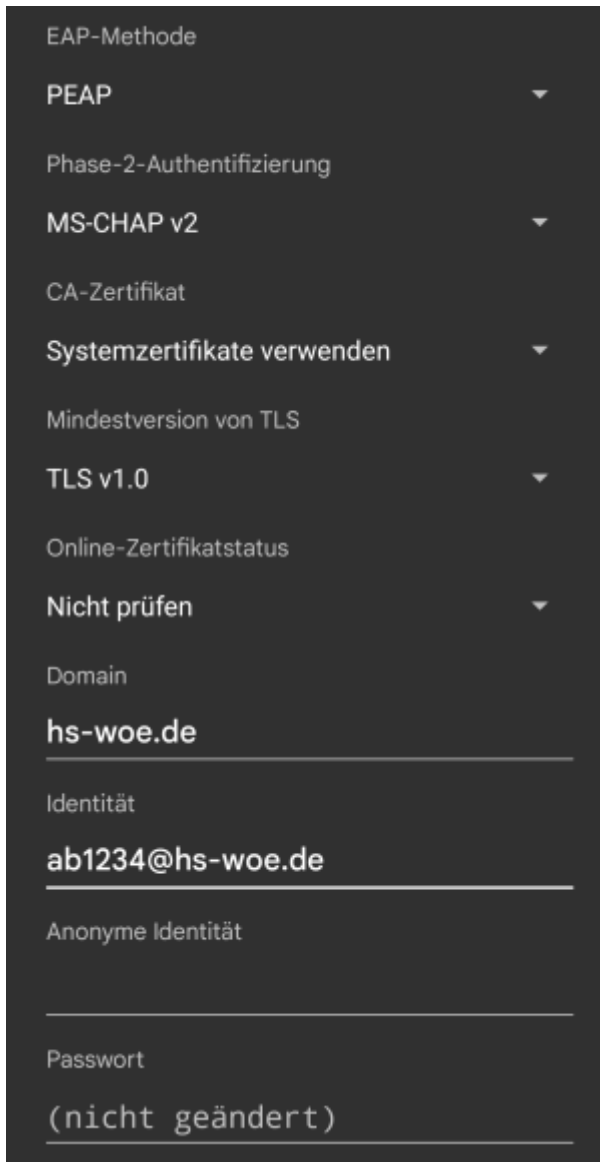 EAP-Methode
PEAP
Phase-2-Authentifizierung
MS-CHAP v2
CA-Zertifikat
Systemzertifikate verwenden
Mindestversion von TLS
TLS v1.0
Online-Zertifikatstatus
Nicht prüfen
Domain
hs-woe.de
Identität
ab1234@hs-woe.de
Anonyme Identität
Passwort
(nicht geändert)